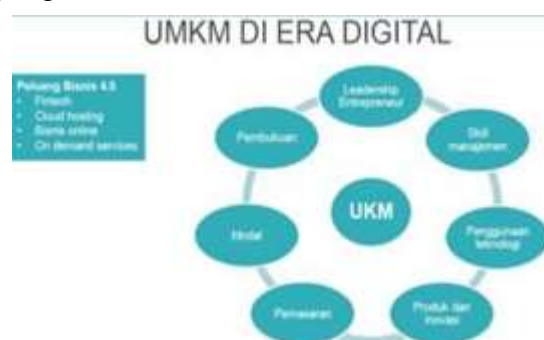 UMKM DI ERA DIGITAL
Peluang Bisnis 4.0
• Fintech
• Cloud hosting
• Bisnis online
• On demand services
Leadership
Entrepreneur
Skill
manajemen
Penggunaan
teknologi
Produk dan
inovasi
Pemasaran
Modal
Pembukuan
UKM